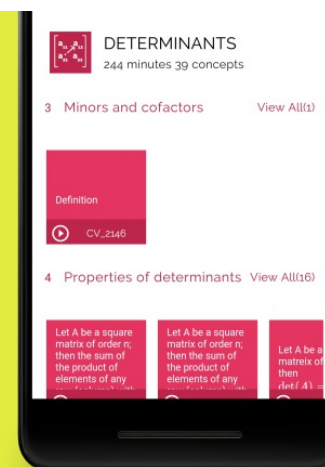 DETERMINANTS
244 minutes 39 concepts
3 Minors and cofactors View All(1)
Definition
CV_2146
4 Properties of determinants View All(16)
Let A be a square
matrix of order n;
then the sum of
the product of
elements of any
Let A be a square
matrix of order n;
then the sum of
the product of
elements of any
Let A be a
matreix of
then
det(A) =